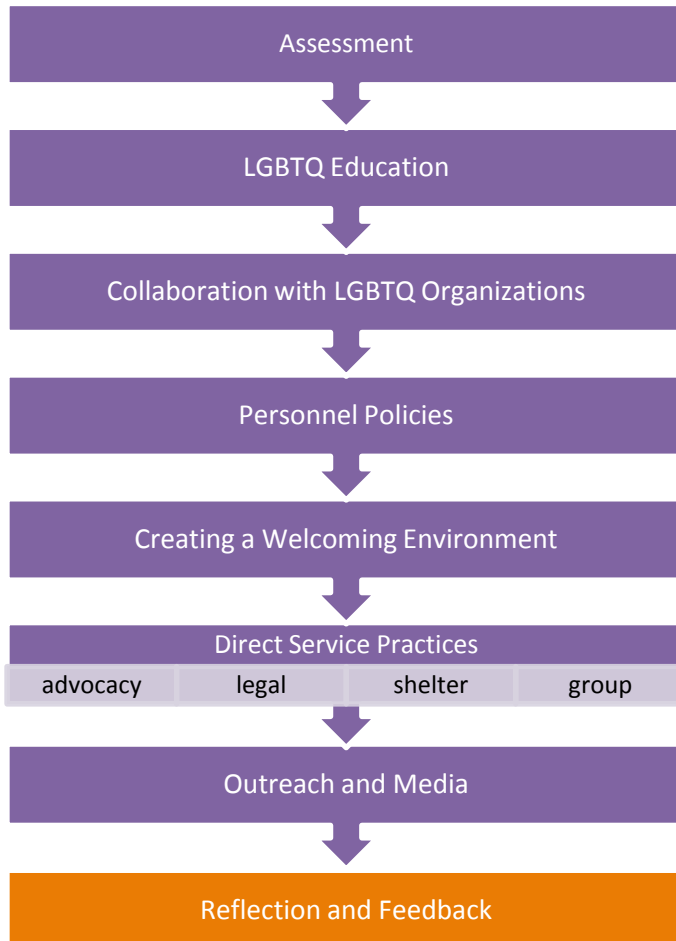 Assessment
LGBTQ Education
Collaboration with LGBTQ Organizations
Personnel Policies
Creating a Welcoming Environment
Direct Service Practices
advocacy legal shelter group
Outreach and Media
Reflection and Feedback